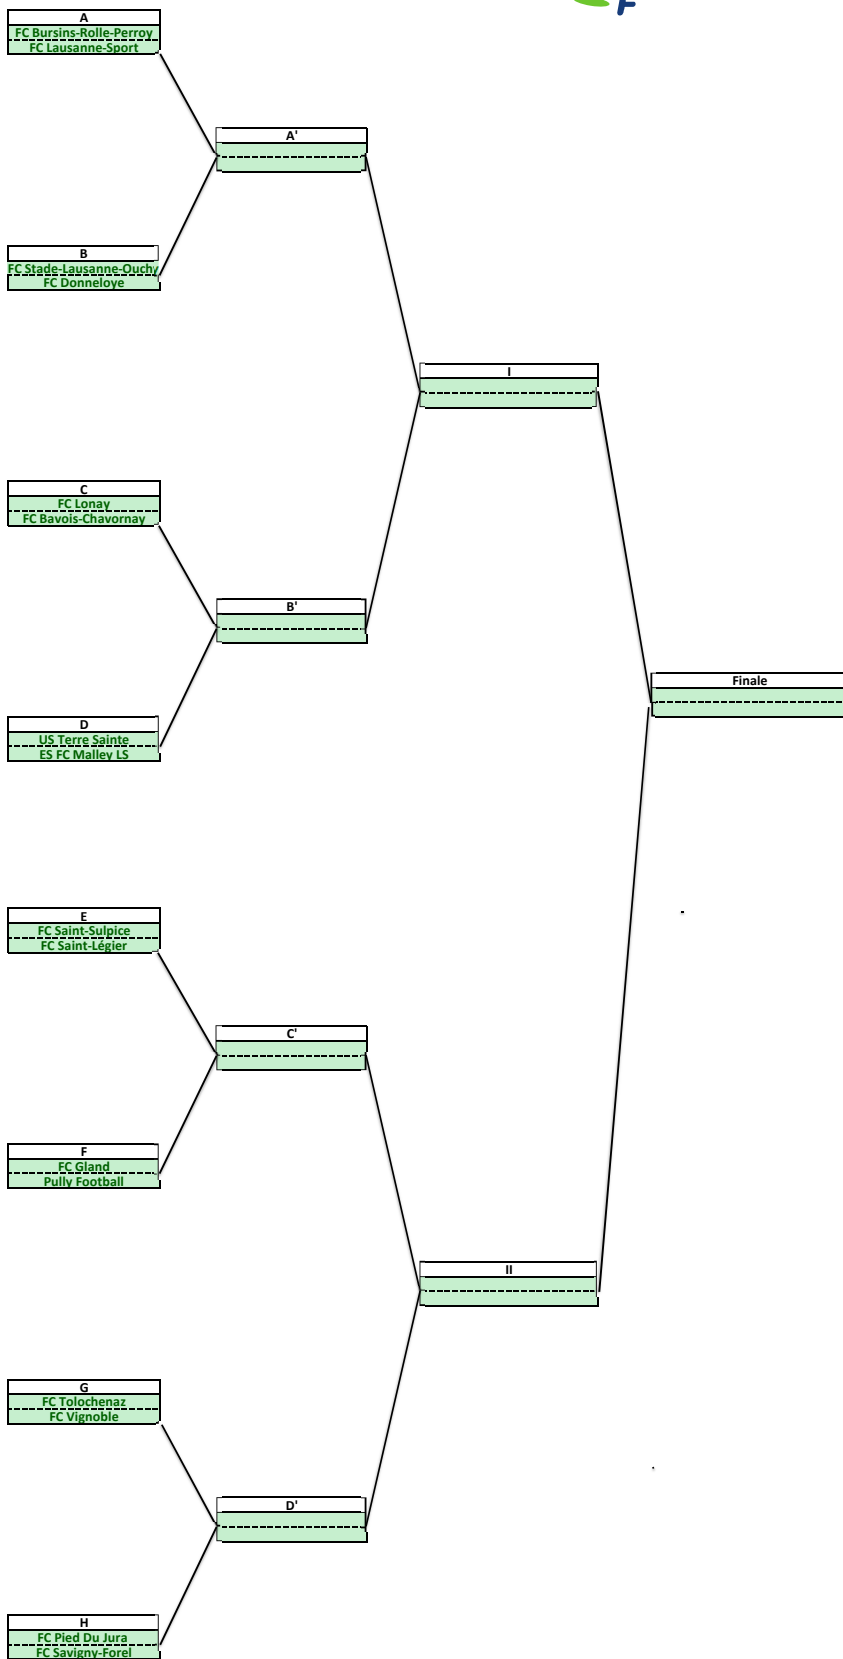 A
FC Bursins-Rolle-Perroy
FC Lausanne-Sport
A'
B
FC Stade-Lausanne-Ouchy
FC Donneloye
I
C
FC Lonay
FC Bavois-Chavornay
B'
Finale
D
US Terre Sainte
ES FC Malley LS
E
FC Saint-Sulpice
FC Saint-Légier
C'
F
FC Gland
Pully Football
II
G
FC Tolochenaz
FC Vignoble
D'
H
FC Pied Du Jura
FC Savigny-Forel